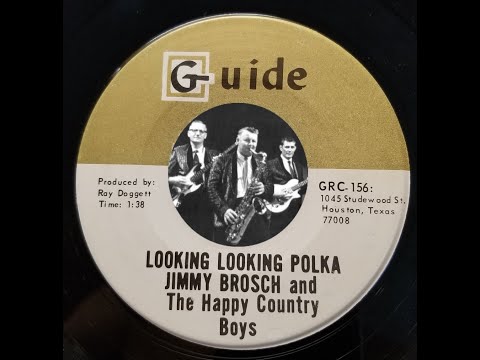 Guide
Produced by:
Ray Doggett
Time: 1:38
GRC-156:
1045 Studewood St.
Houston, Texas
77008
LOOKING LOOKING POLKA
JIMMY BROSCH and
The Happy Country
Boys